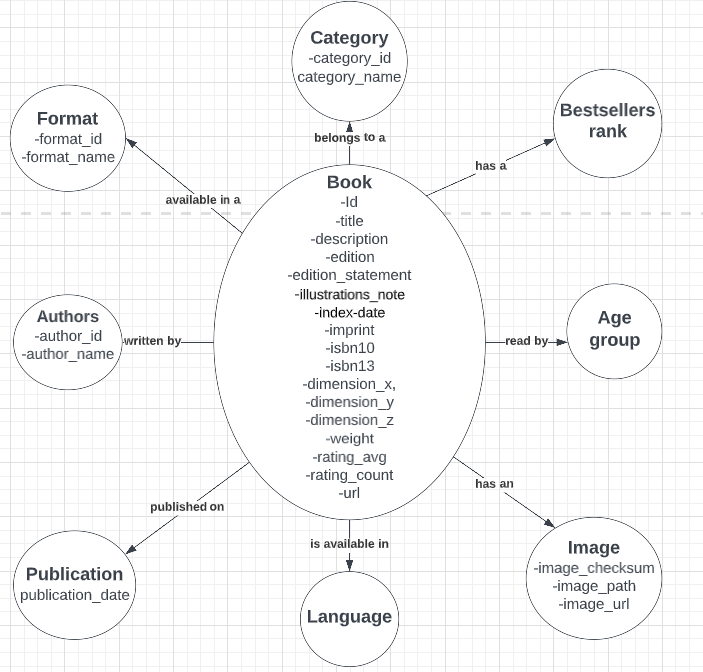 Category
-category_id
category_name
belongs to a
Format
-format_id
-format_name
available in a
Bestsellers
rank
has a
Book
-Id
-title
-description
-edition
-edition_statement
-illustrations_note
-index-date
-imprint
-isbn10
-isbn13
-dimension_x,
-dimension_y
-dimension_z
-weight
-rating_avg
-rating_count
-url
Authors
-author_id
-author_name
written by
Age
group
read by
Publication
publication_date
published on
is available in
Language
has an
Image
-image_checksum
-image_path
-image_url